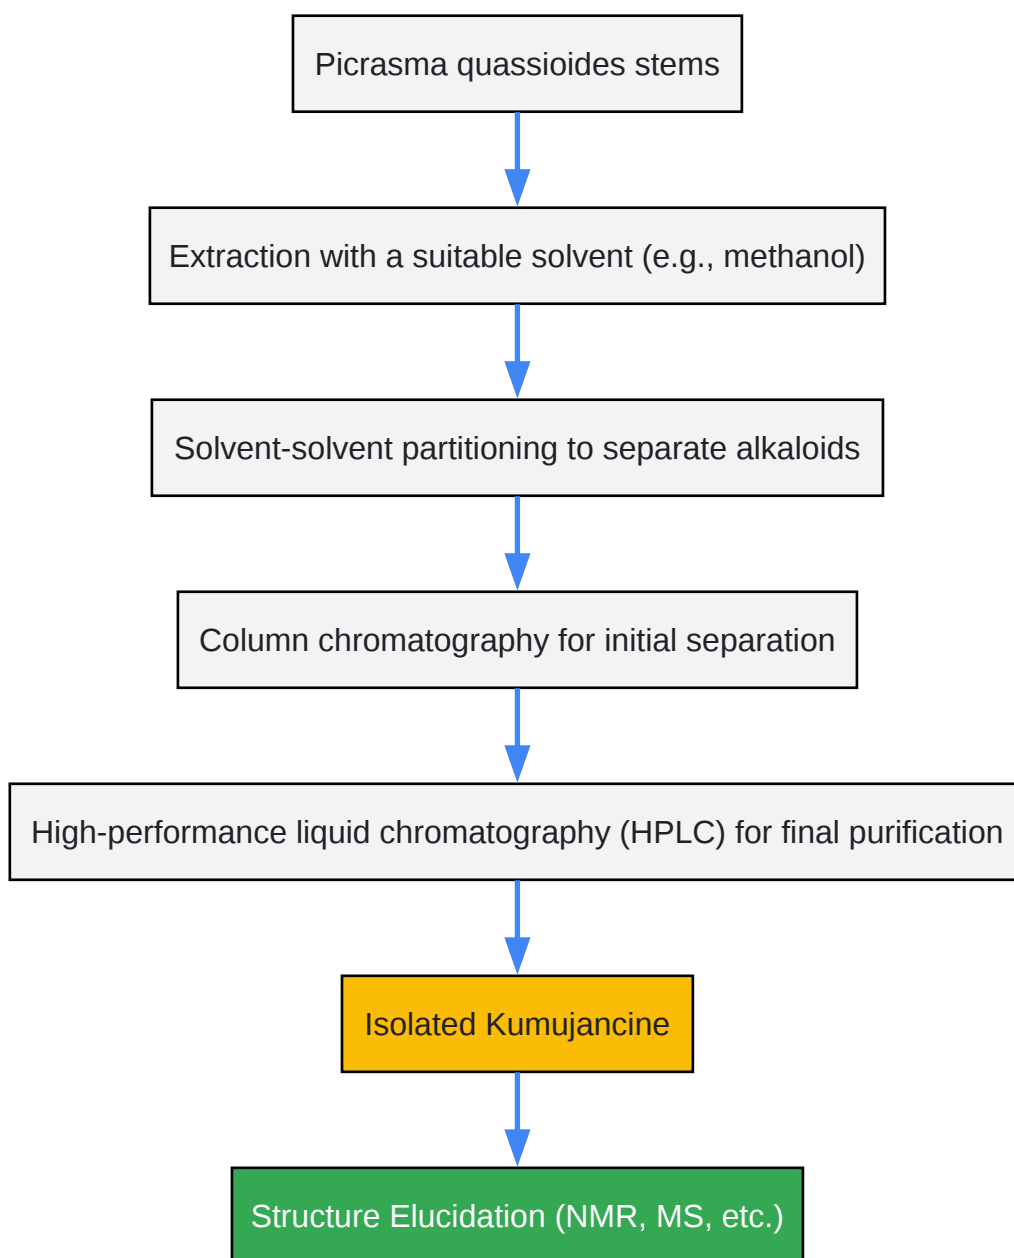 Picrasma quassioides stems
Extraction with a suitable solvent (e.g., methanol)
Solvent-solvent partitioning to separate alkaloids
Column chromatography for initial separation
High-performance liquid chromatography (HPLC) for final purification
Isolated Kumujancine
Structure Elucidation (NMR, MS, etc.)